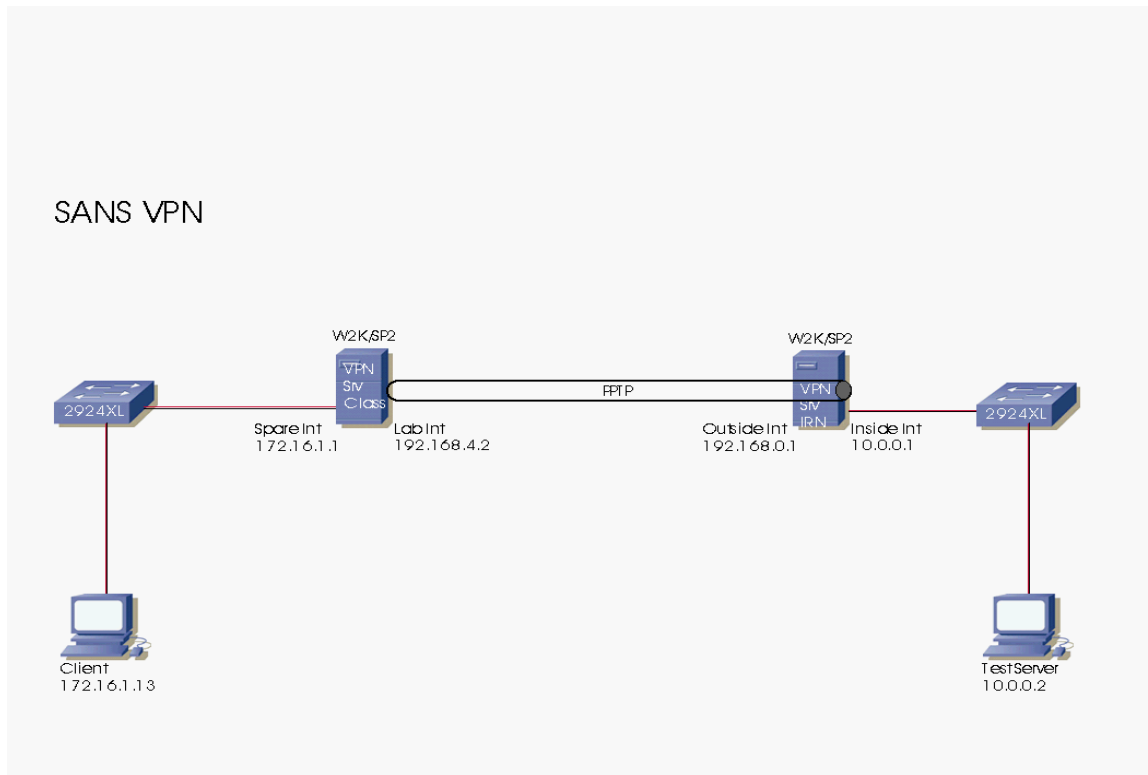 SANS VPN
W2K/SP2
W2K/SP2
VPN
Srv
Class
PPTP
VPN
Srv
IRN
2924XL
2924XL
Spare Int
172.16.1.1
Lab Int
192.168.4.2
Outside Int
192.168.0.1
Inside Int
10.0.0.1
Client
172.16.1.13
TestServer
10.0.0.2